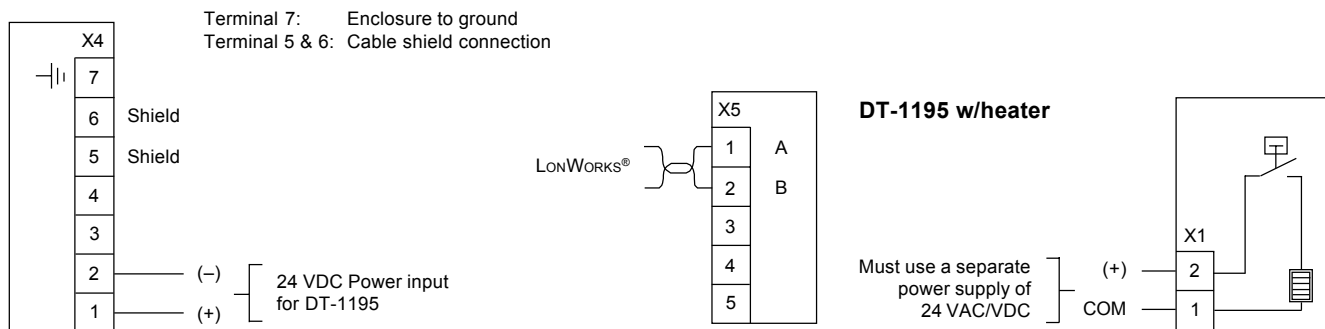 Terminal 7: Enclosure to ground
Terminal 5 & 6: Cable shield connection
X4
7
6 Shield
5 Shield
4
3
2 (–)
1 (+)
24 VDC Power input
for DT-1195
LONWORKS®
X5
1 A
2 B
3
4
5
DT-1195 w/heater
Must use a separate
power supply of
24 VAC/VDC
X1
(+) 2
COM 1